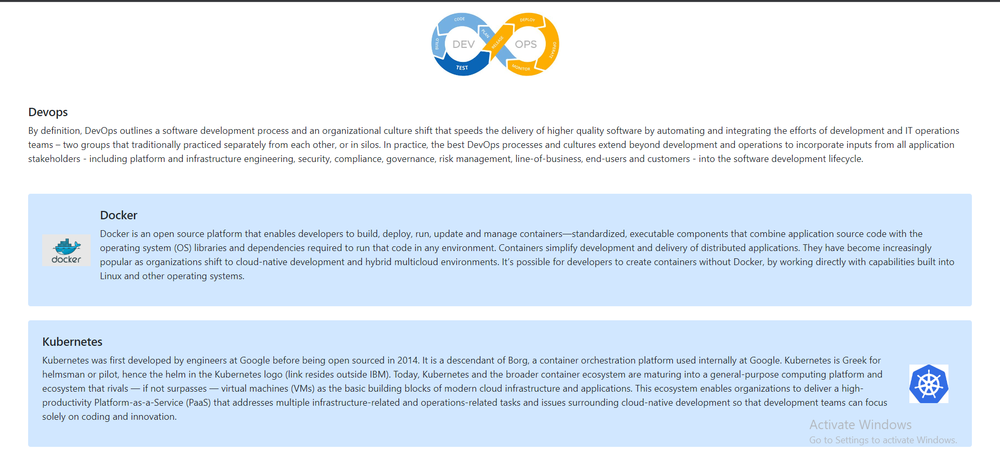 CODE
DEPLOY
PLAN
BUILD
DEV
RELEASE
OPS
OPERATE
TEST
MONITOR
Devops
By definition, DevOps outlines a software development process and an organizational culture shift that speeds the delivery of higher quality software by automating and integrating the efforts of development and IT operations
teams – two groups that traditionally practiced separately from each other, or in silos. In practice, the best DevOps processes and cultures extend beyond development and operations to incorporate inputs from all application
stakeholders - including platform and infrastructure engineering, security, compliance, governance, risk management, line-of-business, end-users and customers - into the software development lifecycle.
Docker
Docker is an open source platform that enables developers to build, deploy, run, update and manage containers—standardized, executable components that combine application source code with the
operating system (OS) libraries and dependencies required to run that code in any environment. Containers simplify development and delivery of distributed applications. They have become increasingly
popular as organizations shift to cloud-native development and hybrid multicloud environments. It’s possible for developers to create containers without Docker, by working directly with capabilities built into
Linux and other operating systems.
docker
Kubernetes
Kubernetes was first developed by engineers at Google before being open sourced in 2014. It is a descendant of Borg, a container orchestration platform used internally at Google. Kubernetes is Greek for
helmsman or pilot, hence the helm in the Kubernetes logo (link resides outside IBM). Today, Kubernetes and the broader container ecosystem are maturing into a general-purpose computing platform and
ecosystem that rivals — if not surpasses — virtual machines (VMs) as the basic building blocks of modern cloud infrastructure and applications. This ecosystem enables organizations to deliver a high-
productivity Platform-as-a-Service (PaaS) that addresses multiple infrastructure-related and operations-related tasks and issues surrounding cloud-native development so that development teams can focus
solely on coding and innovation.
Activate Windows
Go to Settings to activate Windows.